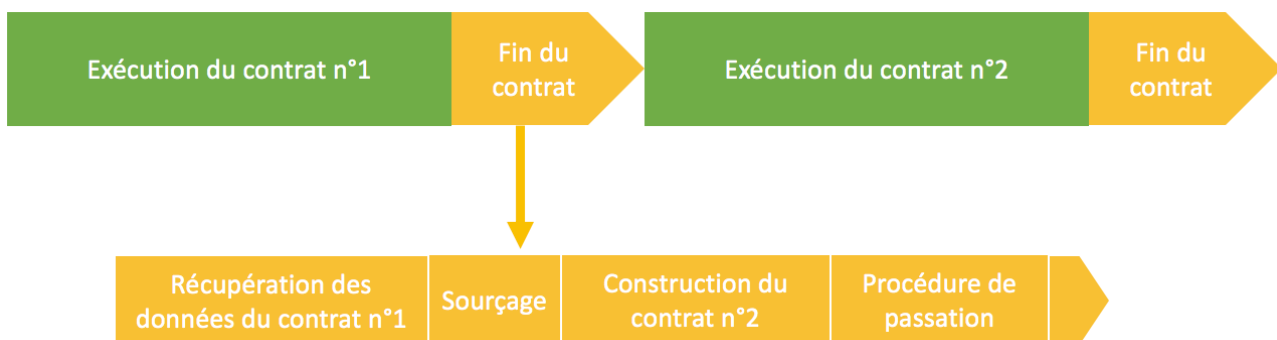 Exécution du contrat n°1
Fin du
contrat
Exécution du contrat n°2
Fin du
contrat
Récupération des
données du contrat n°1
Sourçage
Construction du
contrat n°2
Procédure de
passation